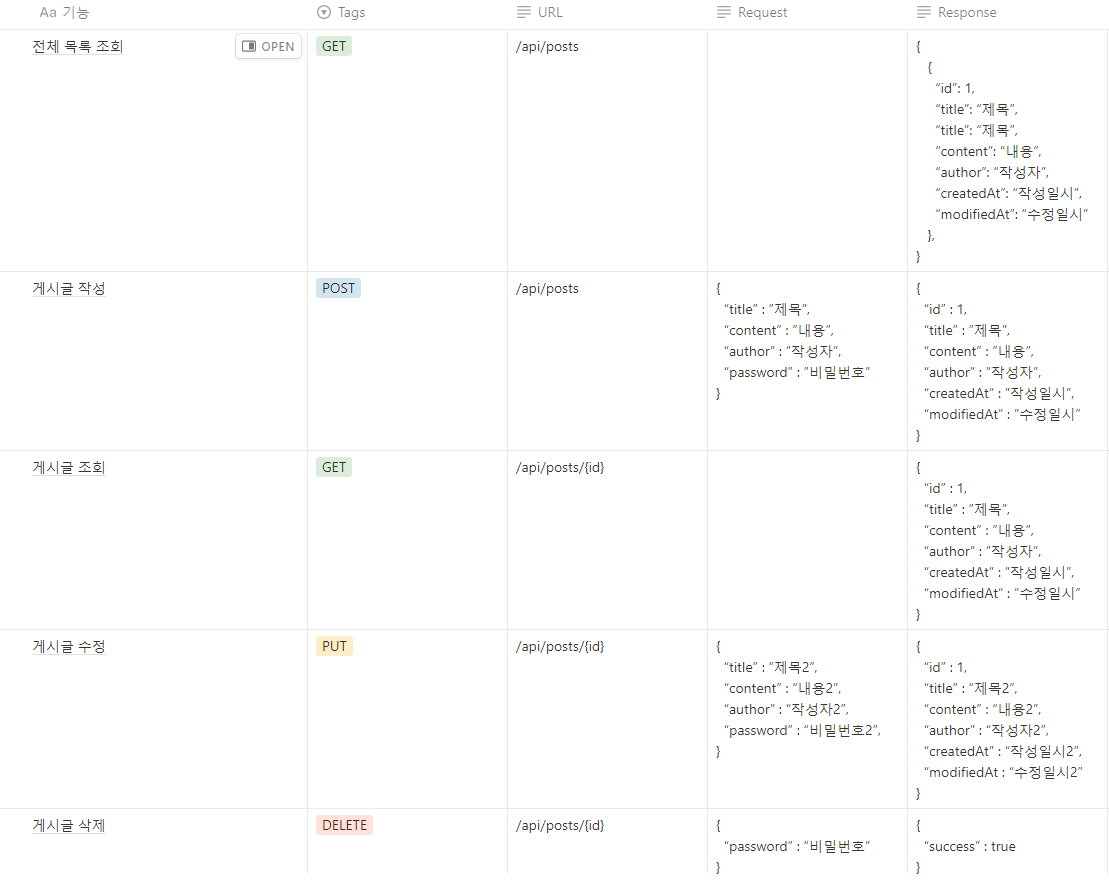 Aa 기능 Tags URL Request Response
전체 목록 조회 OPEN GET /api/posts {
{
“id”: 1,
“title”: “제목”,
“title”: “제목”,
“content”: “내용”,
“author”: “작성자”,
“createdAt”: “작성일시”,
“modifiedAt”: “수정일시”
},
}
게시글 작성 POST /api/posts { {
“title” : “제목”, “id” : 1,
“content” : “내용”, “title” : “제목”,
“author” : “작성자”, “content” : “내용”,
“password” : “비밀번호” “author” : “작성자”,
} “createdAt” : “작성일시”,
“modifiedAt” : “수정일시”
}
게시글 조회 GET /api/posts/{id} {
“id” : 1,
“title” : “제목”,
“content” : “내용”,
“author” : “작성자”,
“createdAt” : “작성일시”,
“modifiedAt” : “수정일시”
}
게시글 수정 PUT /api/posts/{id} { {
“title” : “제목2”, “id” : 1,
“content” : “내용2”, “title” : “제목2”,
“author” : “작성자2”, “content” : “내용2”,
“password” : “비밀번호2”, “author” : “작성자2”,
} “createdAt” : “작성일시2”,
“modifiedAt : “수정일시2”
}
게시글 삭제 DELETE /api/posts/{id} { {
“password” : “비밀번호” “success” : true
} }